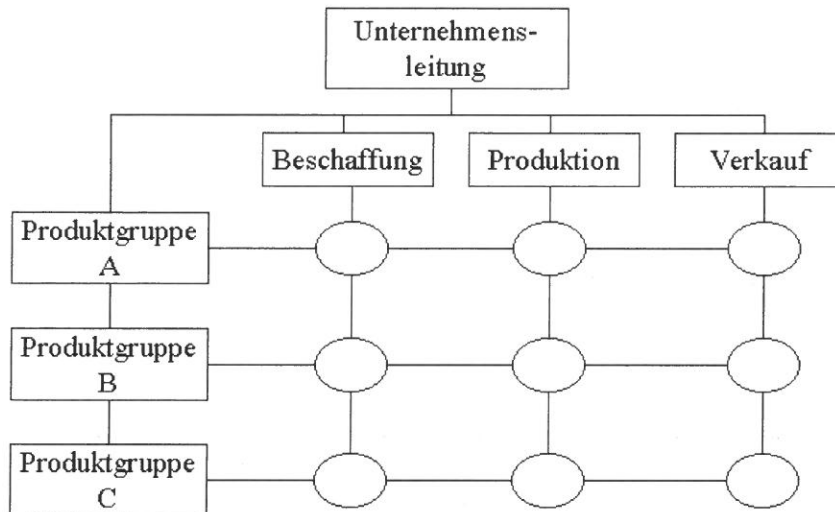 Unternehmens-
leitung
Beschaffung
Produktion
Verkauf
Produktgruppe
A
Produktgruppe
B
Produktgruppe
C